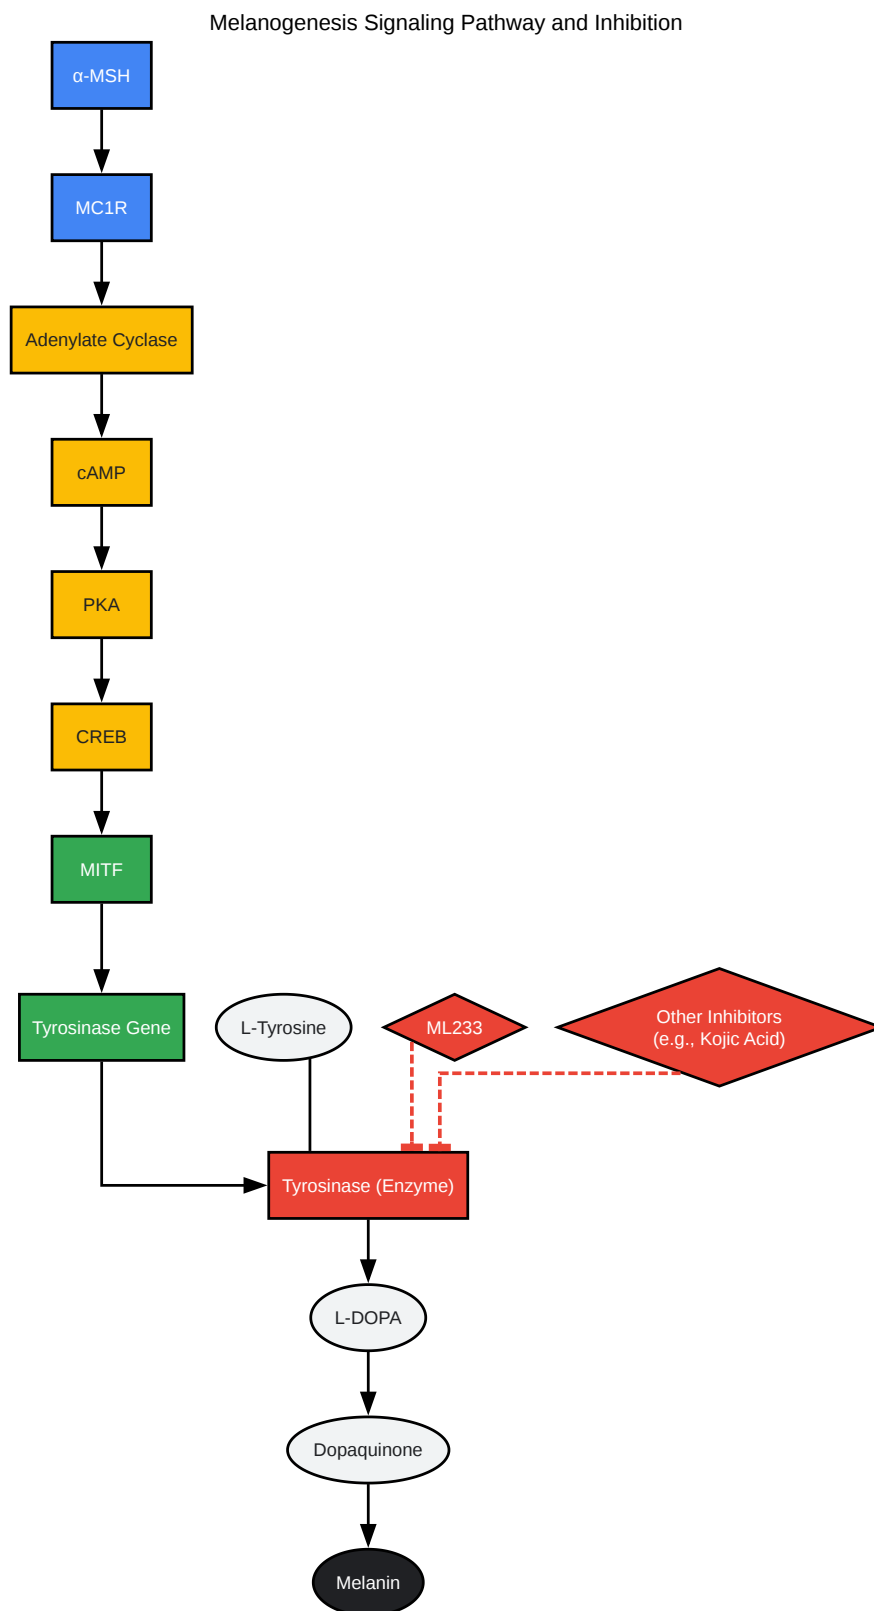 Melanogenesis Signaling Pathway and Inhibition
α-MSH
MC1R
Adenylate Cyclase
cAMP
PKA
CREB
MITF
Tyrosinase Gene
L-Tyrosine
ML233
Other Inhibitors
(e.g., Kojic Acid)
Tyrosinase (Enzyme)
L-DOPA
Dopaquinone
Melanin